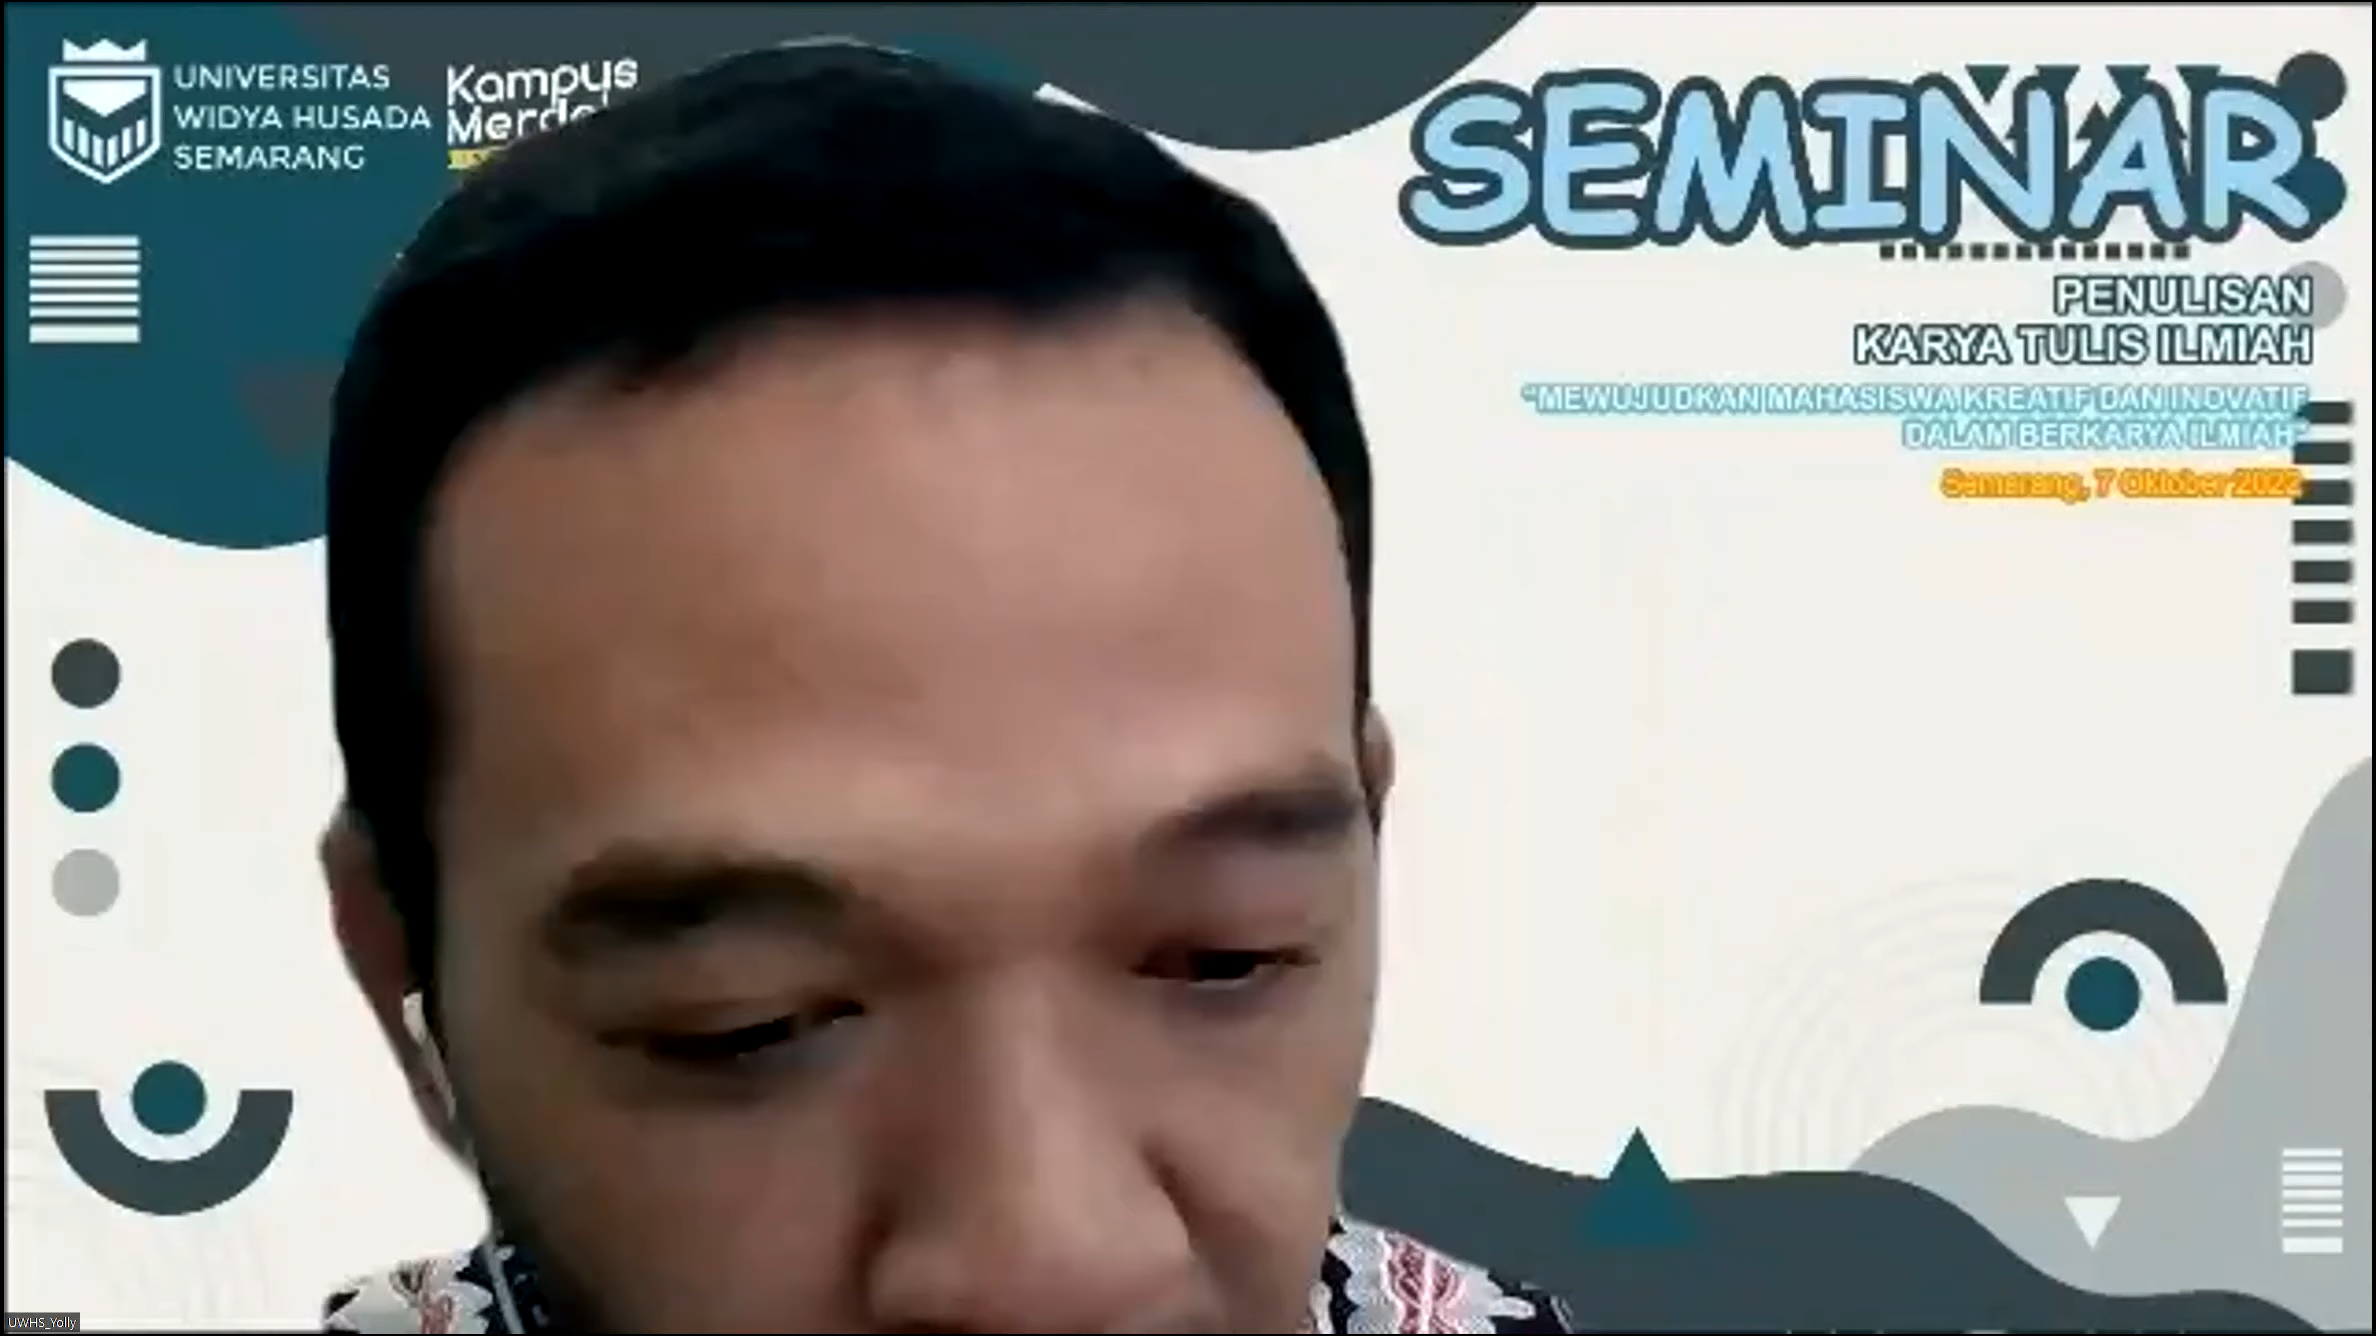 UNIVERSITAS
WIDYA HUSADA
SEMARANG
Kampus
SEMINAR
PENULISAN
KARYA TULIS ILMIAH
"MEWUJUDKAN MAHASISWA KREATIF DAN INOVATIF
DALAM BERKARYA ILMIAH"
Semarang, 7 Oktober 2022
UWHS_Yolly